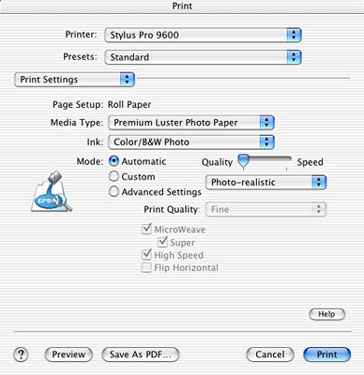 Print
Printer: Stylus Pro 9600
Presets: Standard
Print Settings
Page Setup: Roll Paper
Media Type: Premium Luster Photo Paper
Ink: Color/B&W Photo
Mode: Automatic Quality Speed
Custom
Photo-realistic
Advanced Settings
Print Quality: Fine
MicroWeave
Super
High Speed
Flip Horizontal
Help
? Preview Save As PDF... Cancel Print